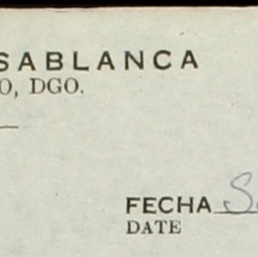 SABLANCA
O, DGO.
FECHA
DATE